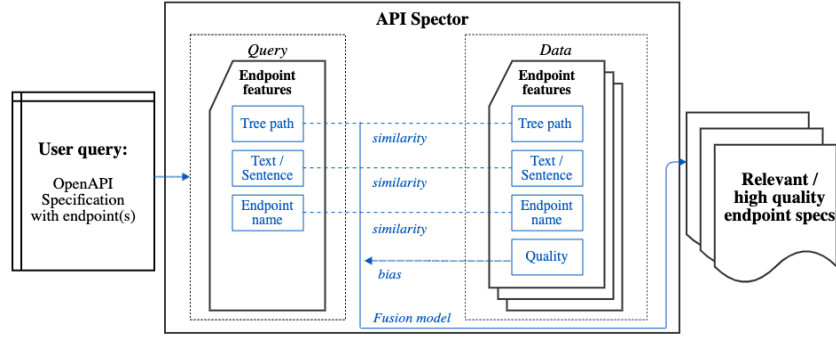 API Spector
Query
Data
User query:
OpenAPI
Specification
with endpoint(s)
Endpoint
features
Tree path
Text /
Sentence
Endpoint
name
similarity
similarity
similarity
bias
Fusion model
Endpoint
features
Tree path
Text /
Sentence
Endpoint
name
Quality
Relevant /
high quality
endpoint specs